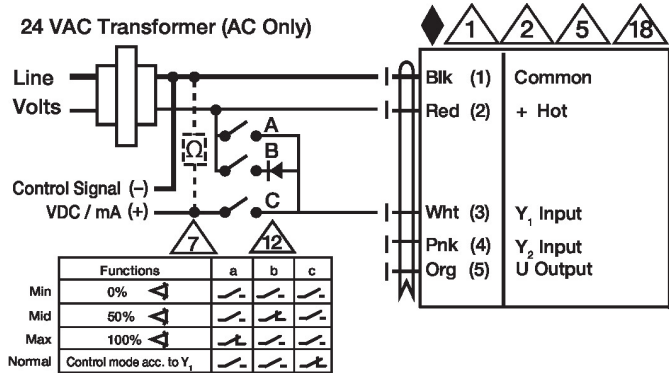 24 VAC Transformer (AC Only)
1 2 5 18
Line
Volts
Blk (1) Common
Red (2) + Hot
A
Ω
B
Control Signal (–)
VDC / mA (+)
C
Wht (3) Y1 Input
Pnk (4) Y2 Input
Org (5) U Output
7 12
Functions a b c
Min 0%
Mid 50%
Max 100%
Normal Control mode acc. to Y1